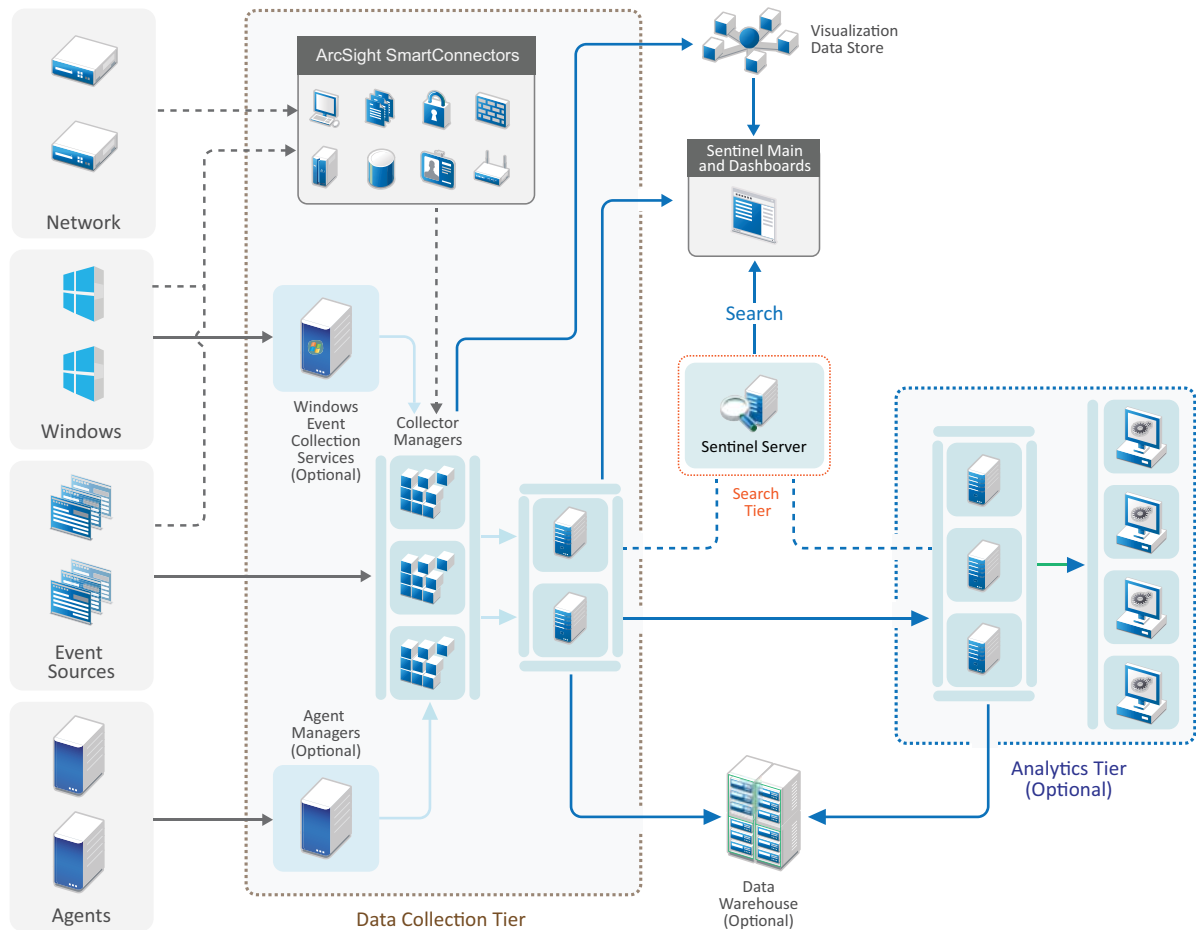 Network
Windows
Event
Sources
Agents
ArcSight SmartConnectors
Windows
Event
Collection
Services
(Optional)
Collector
Managers
Agent
Managers
(Optional)
Data Collection Tier
Visualization
Data Store
Sentinel Main
and Dashboards
Search
Sentinel Server
Search
Tier
Data
Warehouse
(Optional)
Analytics Tier
(Optional)